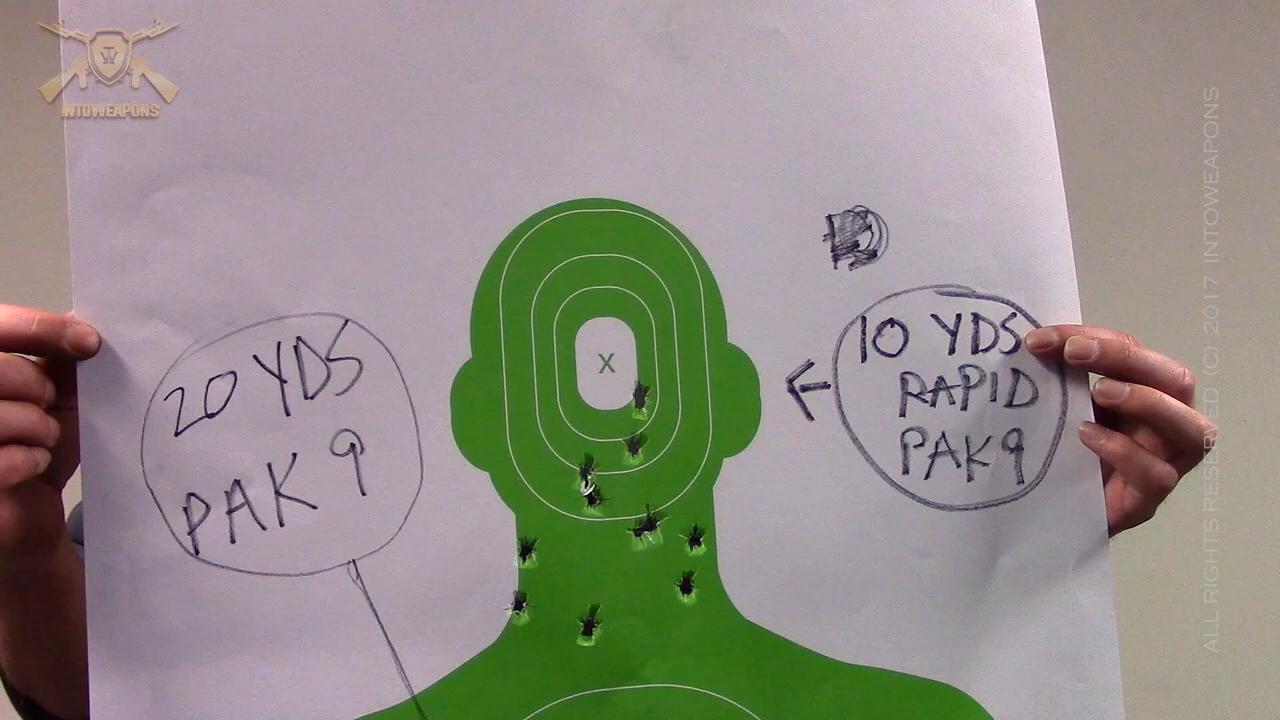 INTOWEAPONS
20 YDS
PAK 9
X
10 YDS
RAPID
PAK 9
ALL RIGHTS RESERVED (C) 2017 INTOWEAPONS